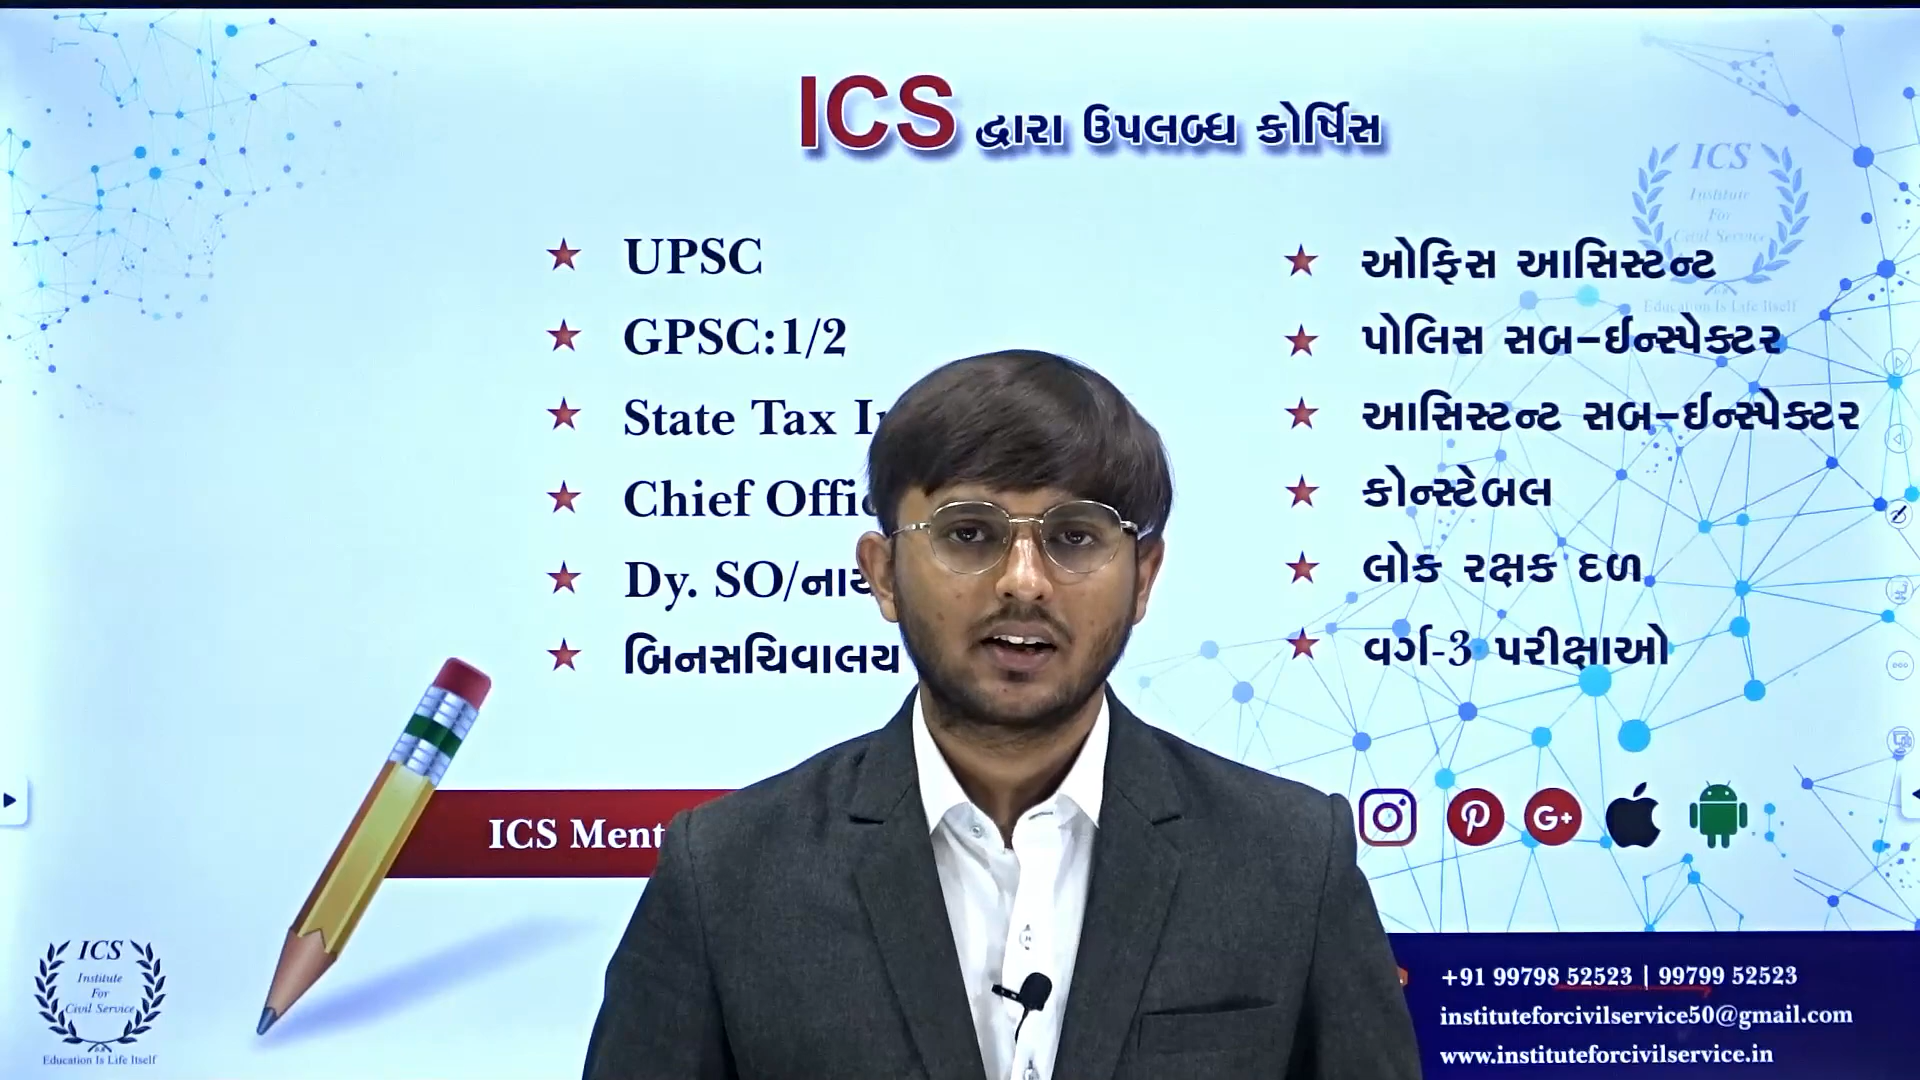 ICS દ્વારા ઉપલબ્ધ કોર્ષિસ
UPSC
GPSC:1/2
State Tax
Chief
Dy. SO/
બિનસચિવાલય
ઓફિસ આસિસ્ટન્ટ
પોલિસ સબ-ઈન્સ્પેક્ટર
આસિસ્ટન્ટ સબ-ઈન્સ્પેક્ટર
કોન્સ્ટેબલ
લોક રક્ષક દળ
વર્ગ-3 પરીક્ષાઓ
ICS
Institute
For
Civil Service
Education Is Life Itself
ICS
G+
ICS
Institute
For
Civil Service
Education Is Life Itself
+91 99798 52523 | 99799 52523
instituteforcivilservice50@gmail.com
www.instituteforcivilservice.in